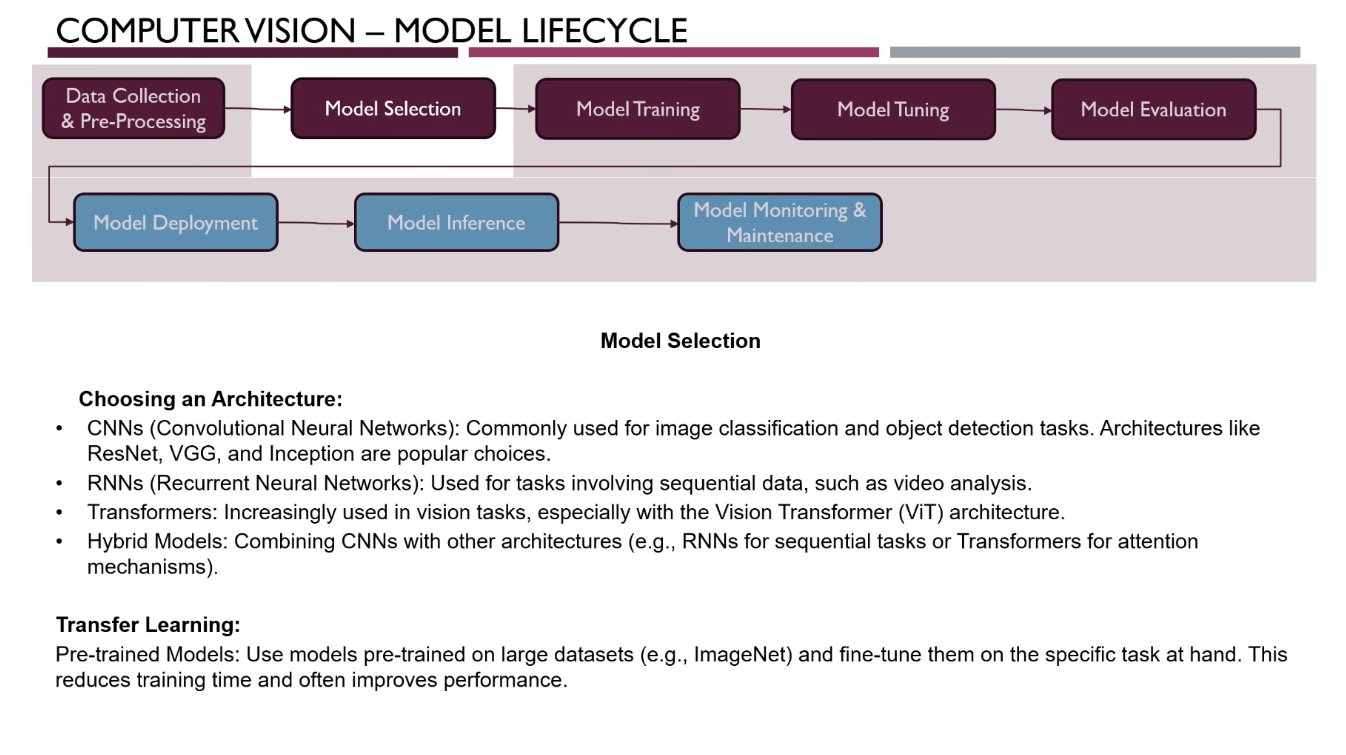 COMPUTER VISION – MODEL LIFECYCLE
Data Collection
& Pre-Processing
Model Selection
Model Training
Model Tuning
Model Evaluation
Model Deployment
Model Inference
Model Monitoring &
Maintenance
Model Selection
Choosing an Architecture:
• CNNs (Convolutional Neural Networks): Commonly used for image classification and object detection tasks. Architectures like
ResNet, VGG, and Inception are popular choices.
• RNNs (Recurrent Neural Networks): Used for tasks involving sequential data, such as video analysis.
• Transformers: Increasingly used in vision tasks, especially with the Vision Transformer (ViT) architecture.
• Hybrid Models: Combining CNNs with other architectures (e.g., RNNs for sequential tasks or Transformers for attention
mechanisms).
Transfer Learning:
Pre-trained Models: Use models pre-trained on large datasets (e.g., ImageNet) and fine-tune them on the specific task at hand. This
reduces training time and often improves performance.